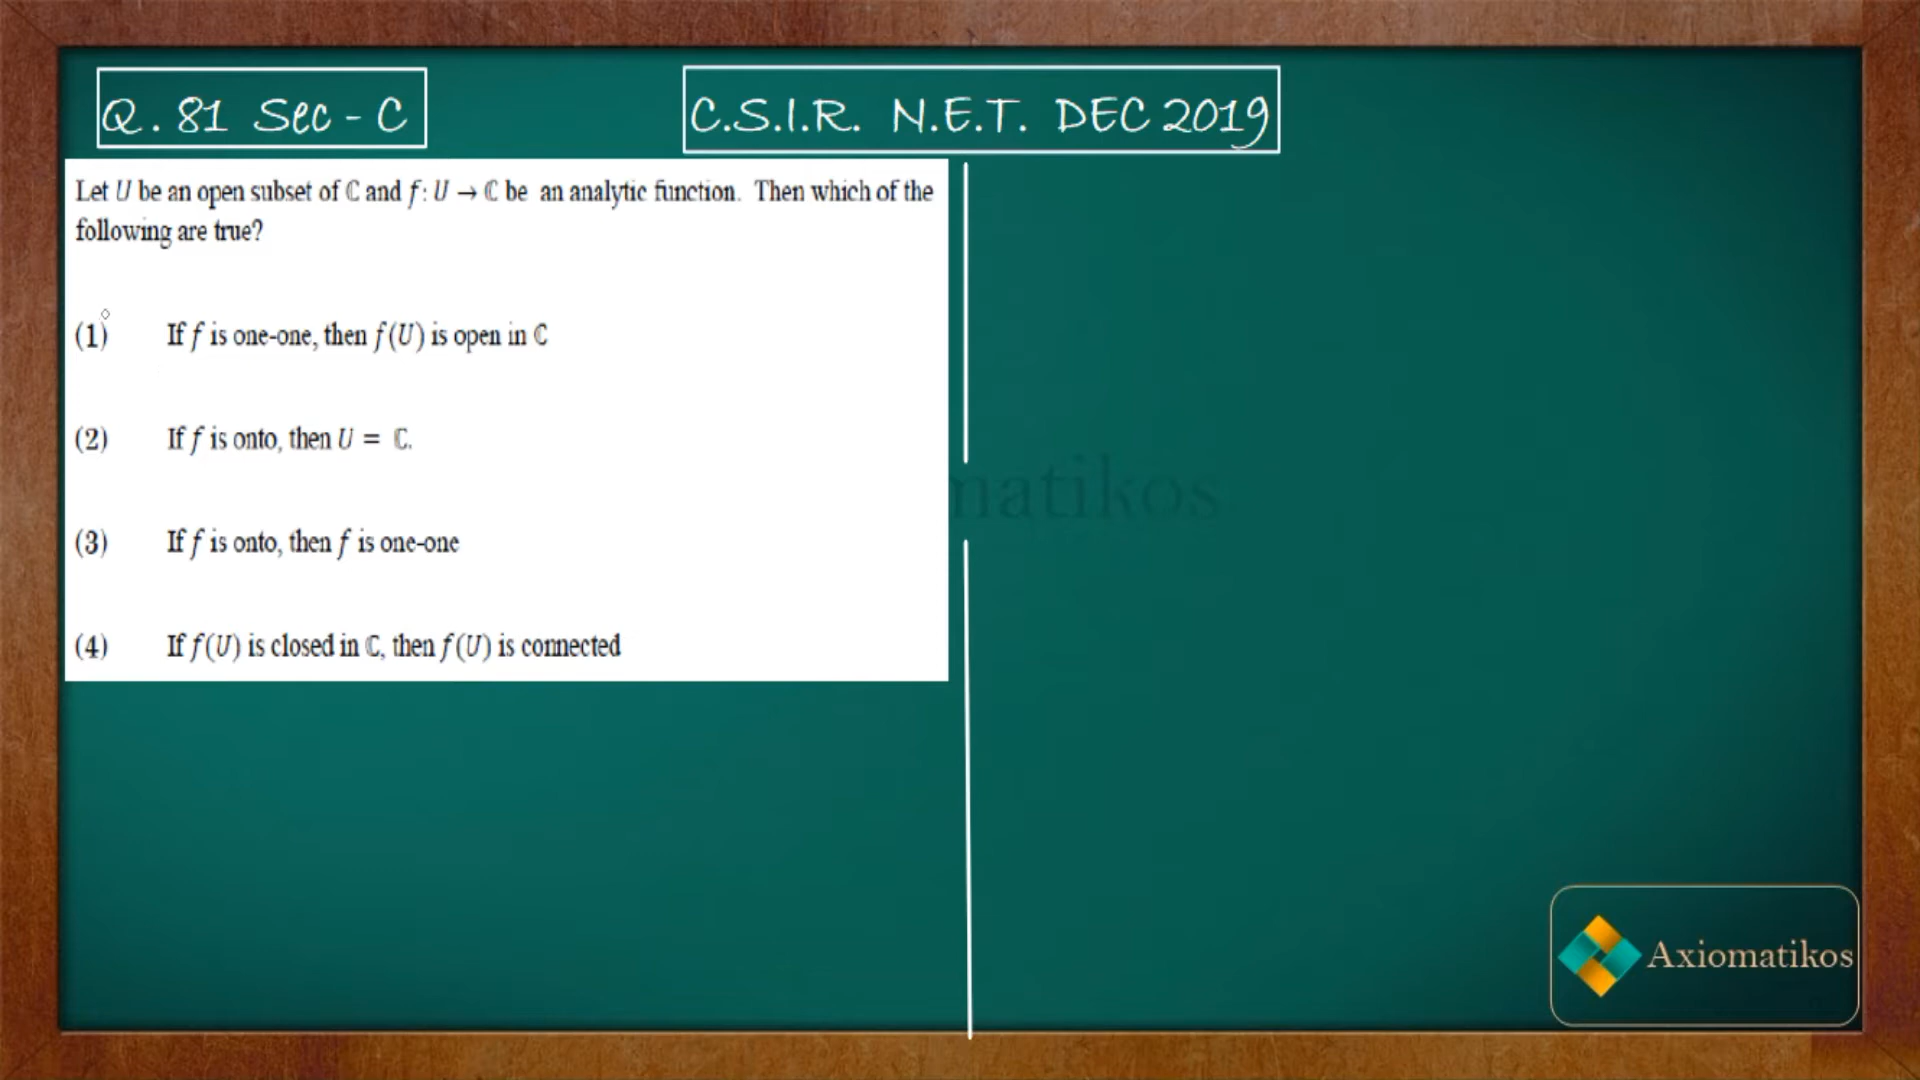 Q. 81 Sec - C
C.S.I.R. N.E.T. DEC 2019
Let U be an open subset of ℂ and f: U → ℂ be an analytic function. Then which of the
following are true?
(1) If f is one-one, then f(U) is open in ℂ
(2) If f is onto, then U = ℂ.
(3) If f is onto, then f is one-one
(4) If f(U) is closed in ℂ, then f(U) is connected
matikos
Axiomatikos